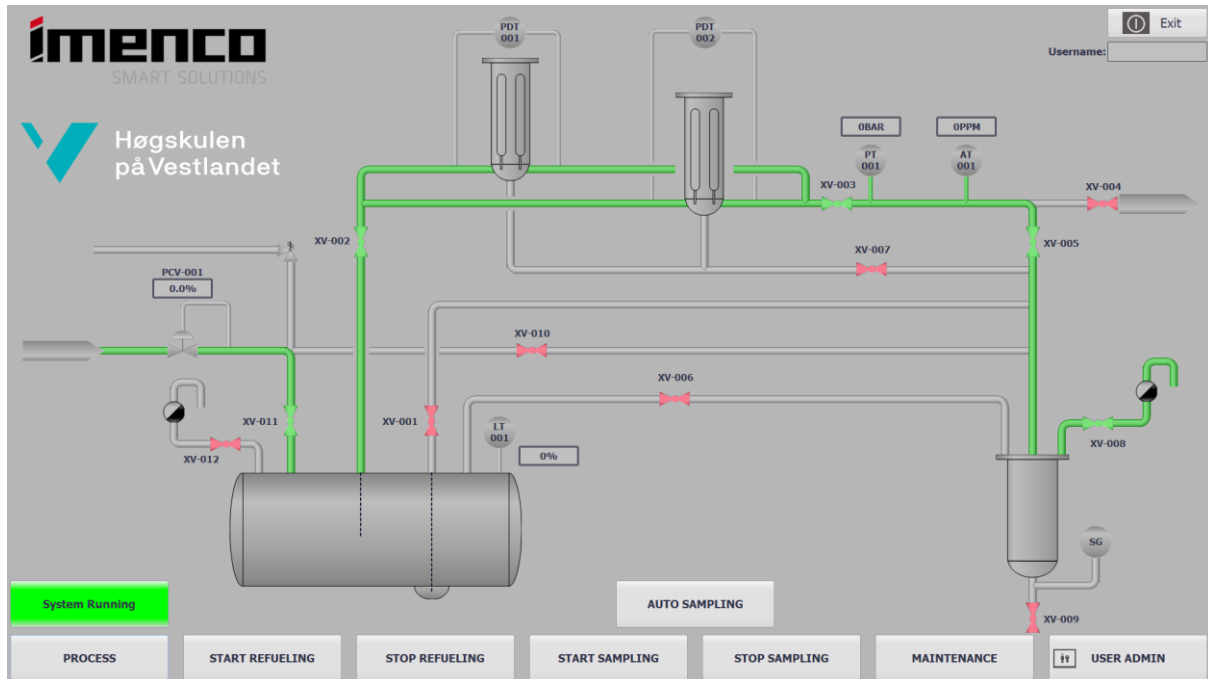 imenco
SMART SOLUTIONS
Høgskulen
på Vestlandet
PDT
001
PDT
002
Exit
Username:
0BAR
0PPM
PT
001
AT
001
XV-003
XV-004
XV-002
XV-005
XV-007
PCV-001
0.0%
XV-010
XV-006
XV-011
XV-001
LT
001
0%
XV-012
XV-008
SG
XV-009
System Running
AUTO SAMPLING
PROCESS
START REFUELING
STOP REFUELING
START SAMPLING
STOP SAMPLING
MAINTENANCE
USER ADMIN